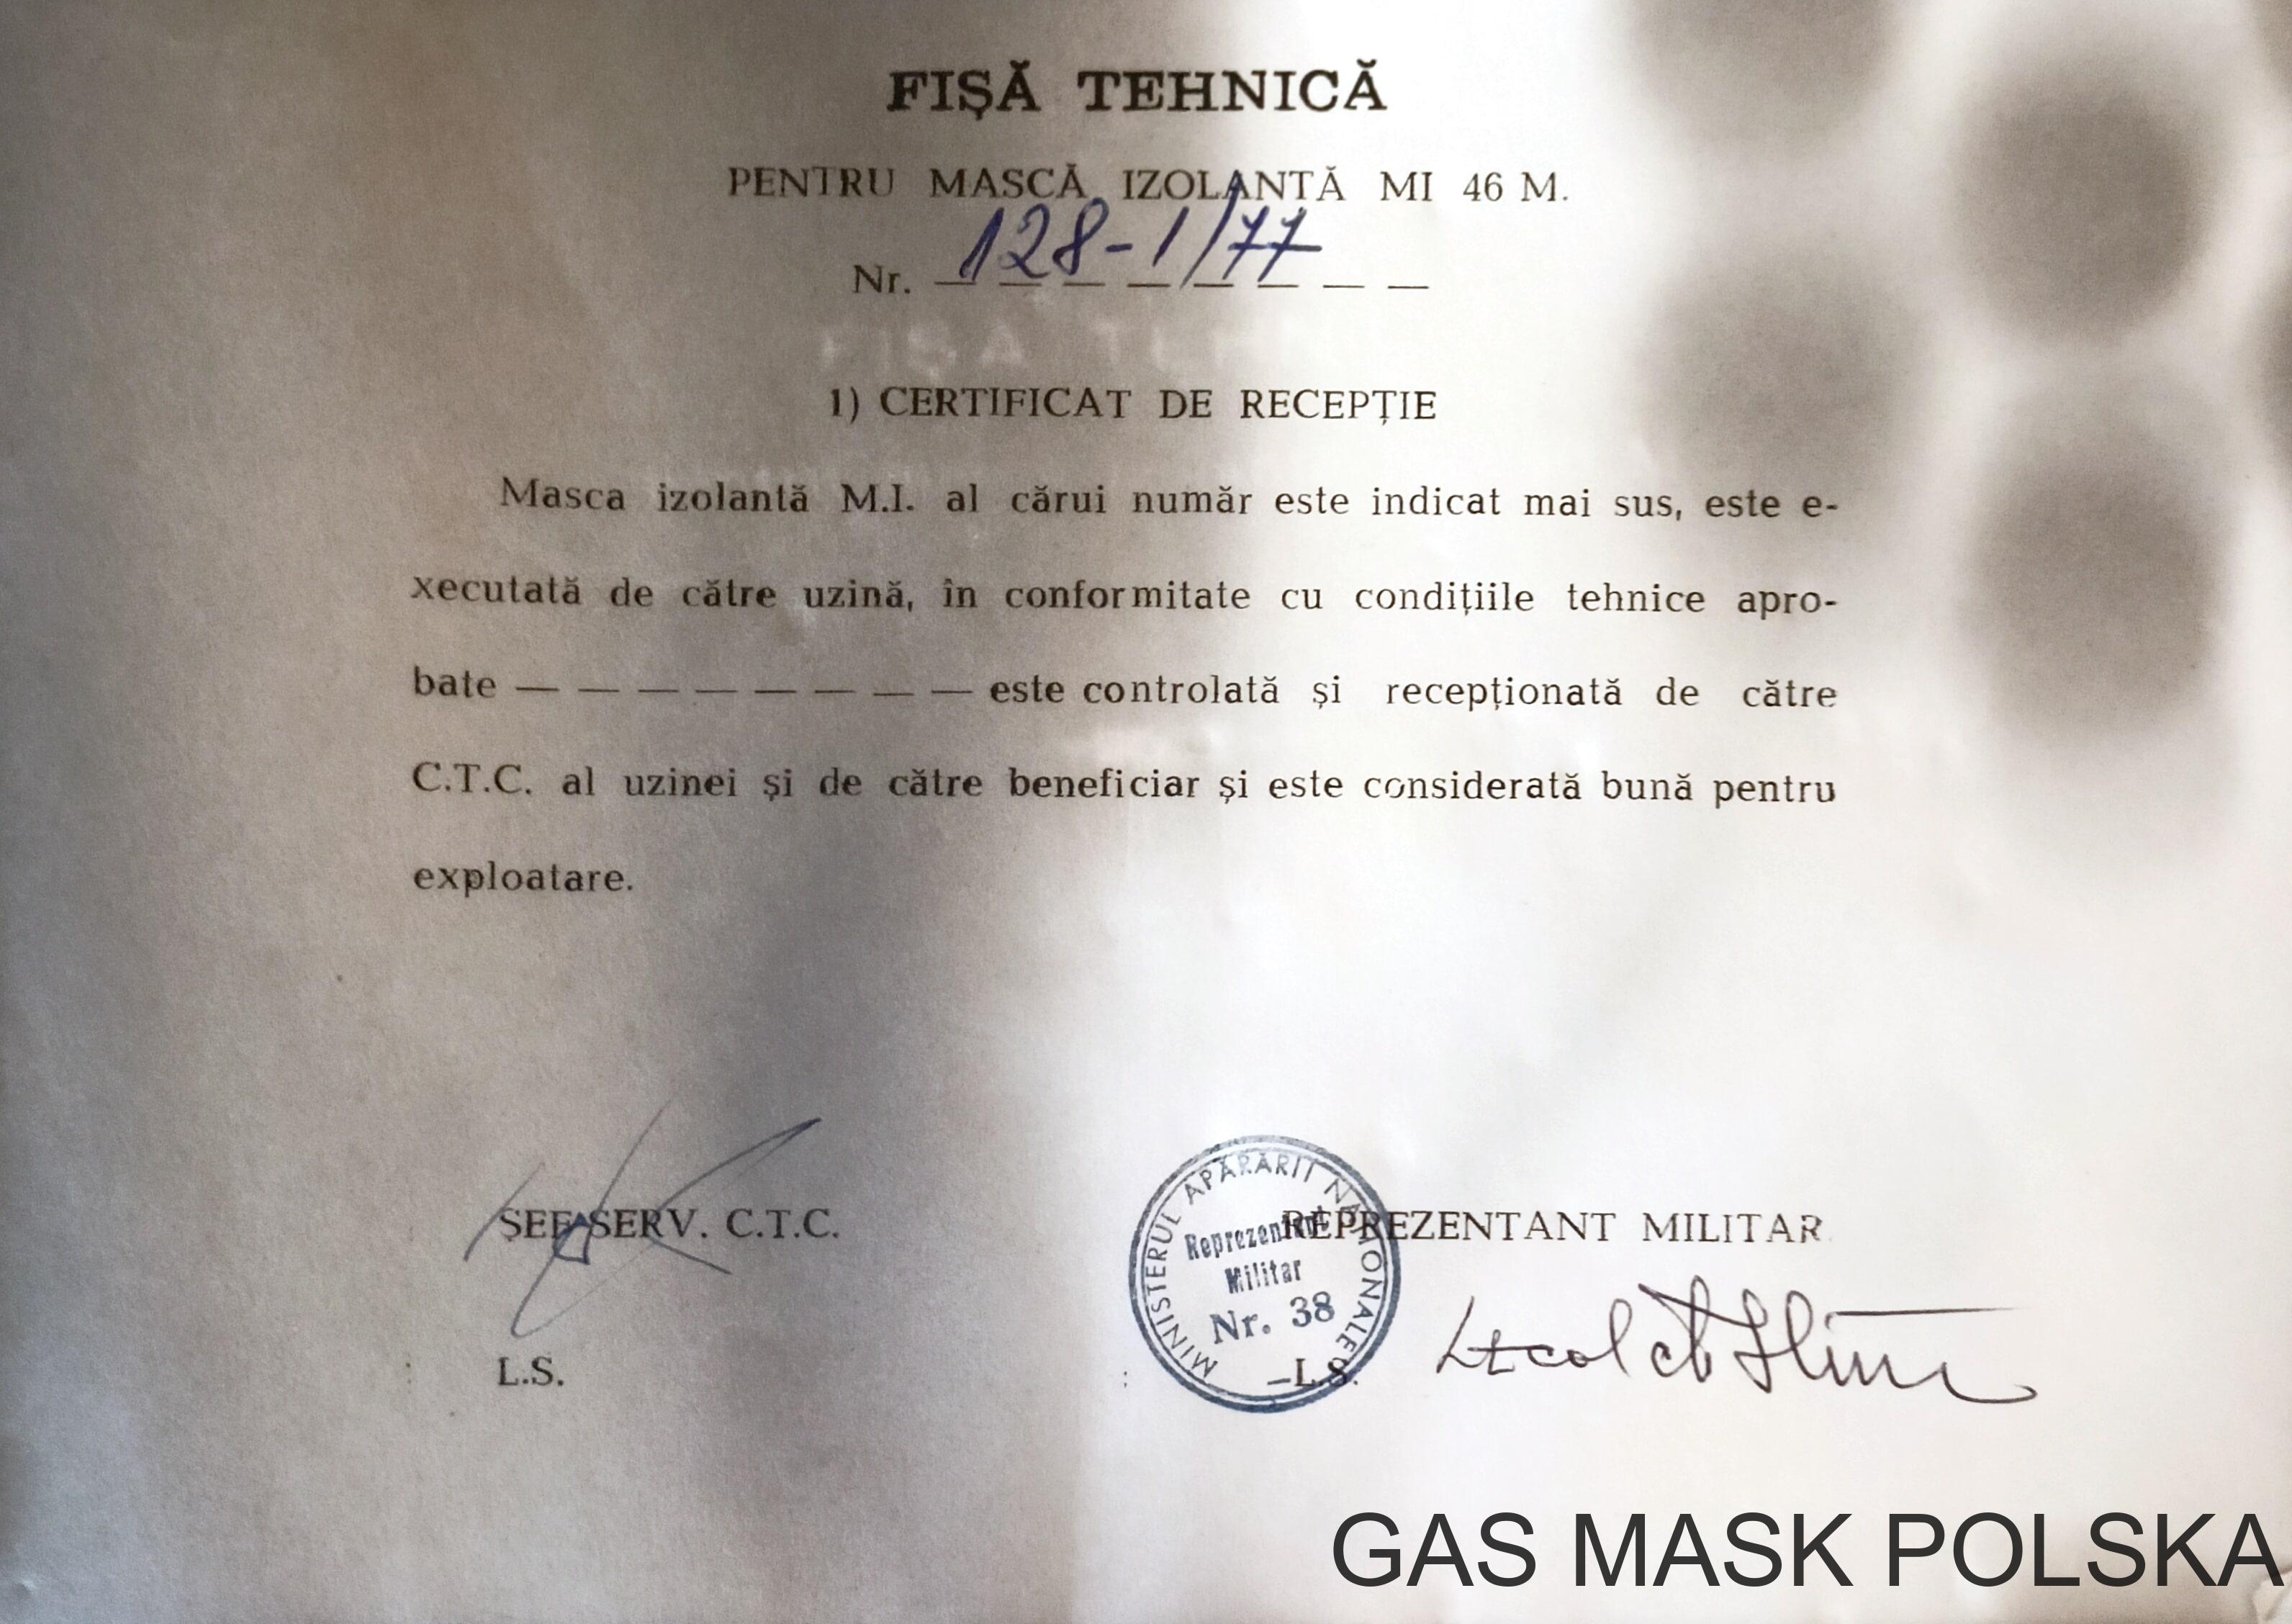 FIȘĂ TEHNICĂ
PENTRU MASCĂ IZOLANTĂ MI 46 M.
Nr. 128-1/77
1) CERTIFICAT DE RECEPȚIE
Masca izolantă M.I. al cărui număr este indicat mai sus, este e-
xecutată de către uzină, în conformitate cu condițiile tehnice apro-
bate — — — — — — — — este controlată și recepționată de către
C.T.C. al uzinei și de către beneficiar și este considerată bună pentru
exploatare.
ȘEF SERV. C.T.C.
L.S.
MINISTERUL APĂRĂRII NAȚIONALE
Reprezentant
Militar
Nr. 38
REPREZENTANT MILITAR
L.S.
GAS MASK POLSKA